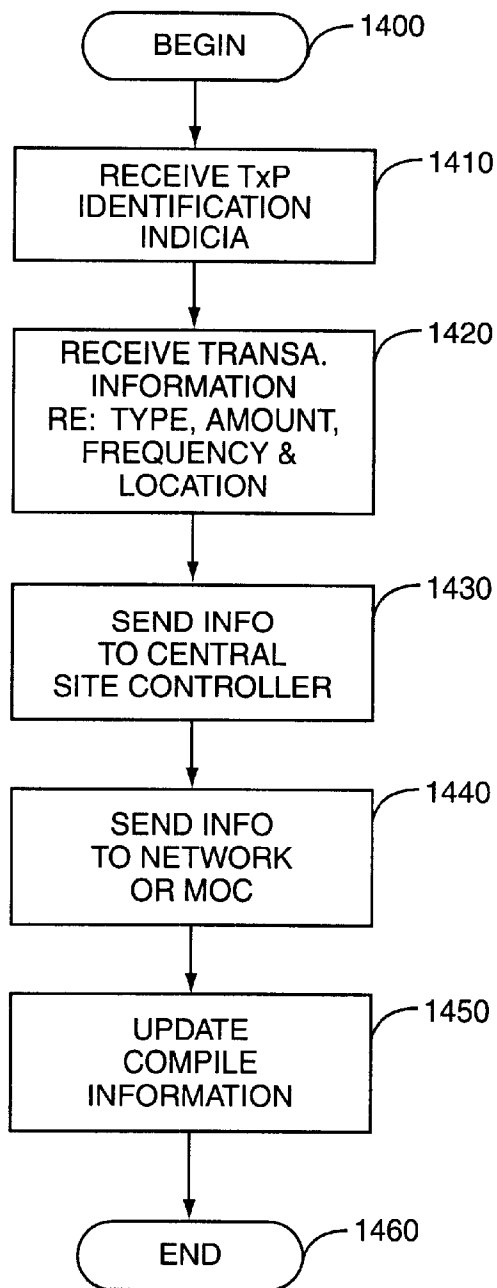 BEGIN
1400
RECEIVE TxP
IDENTIFICATION
INDICIA
1410
RECEIVE TRANSA.
INFORMATION
RE: TYPE, AMOUNT,
FREQUENCY &
LOCATION
1420
SEND INFO
TO CENTRAL
SITE CONTROLLER
1430
SEND INFO
TO NETWORK
OR MOC
1440
UPDATE
COMPILE
INFORMATION
1450
END
1460